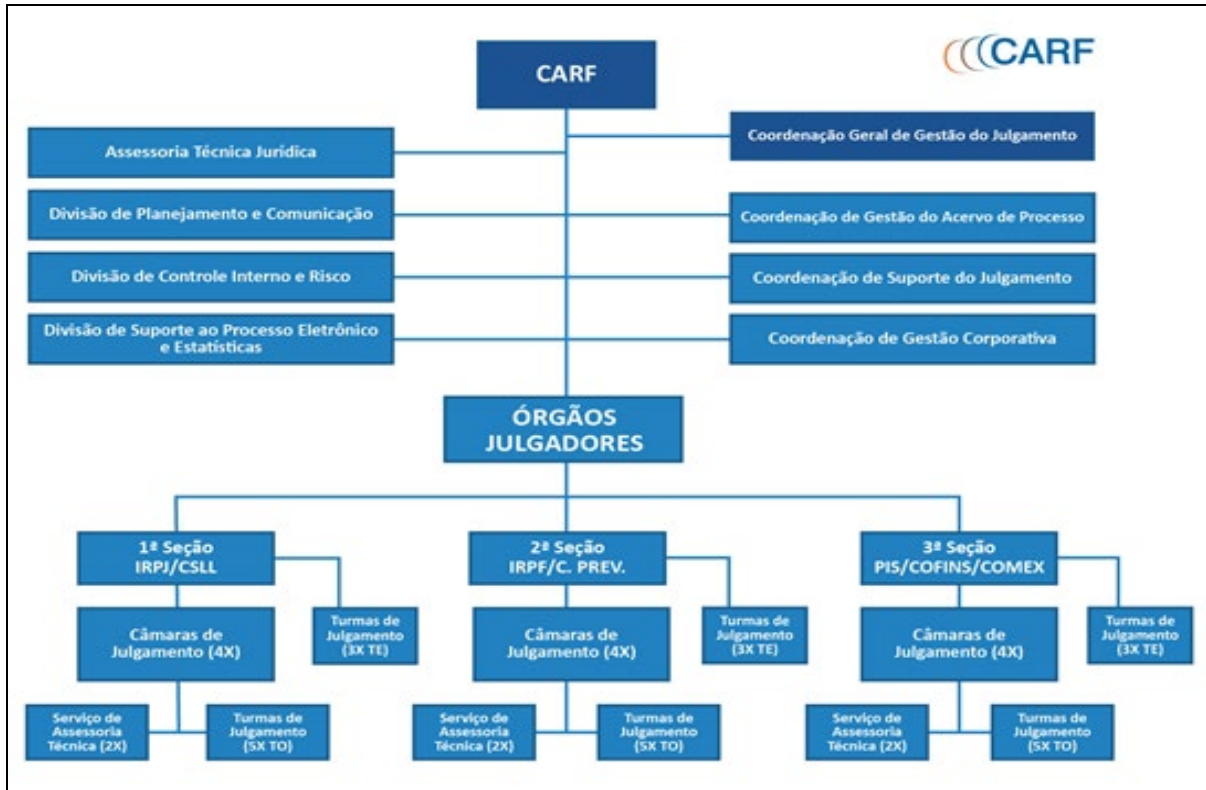 CARF
CARF
Assessoria Técnica Jurídica
Coordenação Geral de Gestão do Julgamento
Divisão de Planejamento e Comunicação
Coordenação de Gestão do Acervo de Processo
Divisão de Controle Interno e Risco
Coordenação de Suporte do Julgamento
Divisão de Suporte ao Processo Eletrônico
e Estatísticas
Coordenação de Gestão Corporativa
ÓRGÃOS
JULGADORES
1ª Seção
IRPJ/CSLL
Turmas de
Julgamento
(3X TE)
Câmaras de
Julgamento (4X)
Serviço de
Assessoria
Técnica (2X)
Turmas de
Julgamento
(5X TO)
2ª Seção
IRPF/C. PREV.
Turmas de
Julgamento
(3X TE)
Câmaras de
Julgamento (4X)
Serviço de
Assessoria
Técnica (2X)
Turmas de
Julgamento
(5X TO)
3ª Seção
PIS/COFINS/COMEX
Turmas de
Julgamento
(3X TE)
Câmaras de
Julgamento (4X)
Serviço de
Assessoria
Técnica (2X)
Turmas de
Julgamento
(5X TO)